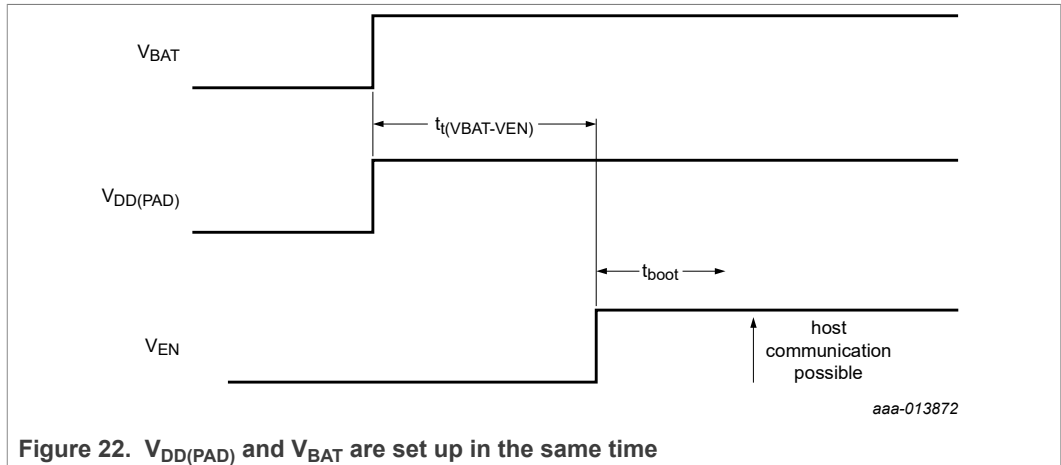 VBAT
tt(VBAT-VEN)
VDD(PAD)
tboot
VEN
host
communication
possible
aaa-013872
Figure 22. VDD(PAD) and VBAT are set up in the same time